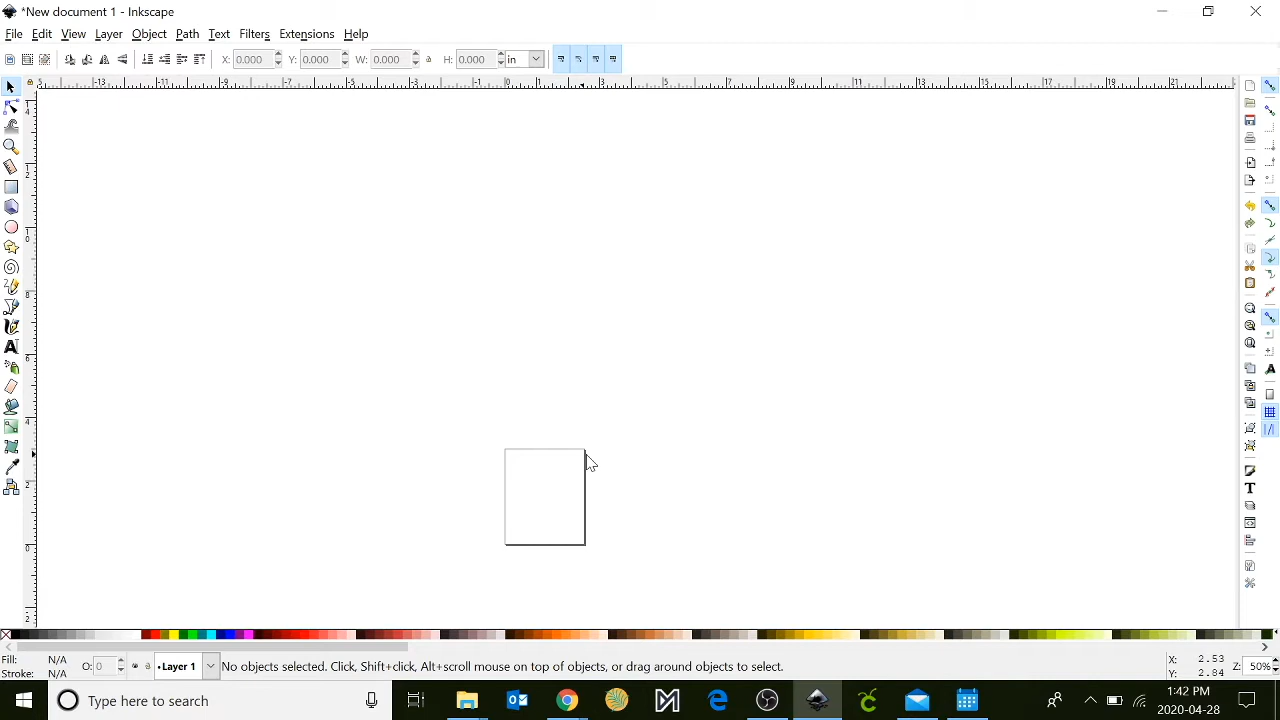 *New document 1 - Inkscape
File Edit View Layer Object Path Text Filters Extensions Help
X: 0.000 Y: 0.000 W: 0.000 H: 0.000 in
Fill: N/A
Stroke: N/A
O: 0
•Layer 1
No objects selected. Click, Shift+click, Alt+scroll mouse on top of objects, or drag around objects to select.
X: 2.53
Y: 2.84
Z: 50%
Type here to search
1:42 PM
2020-04-28